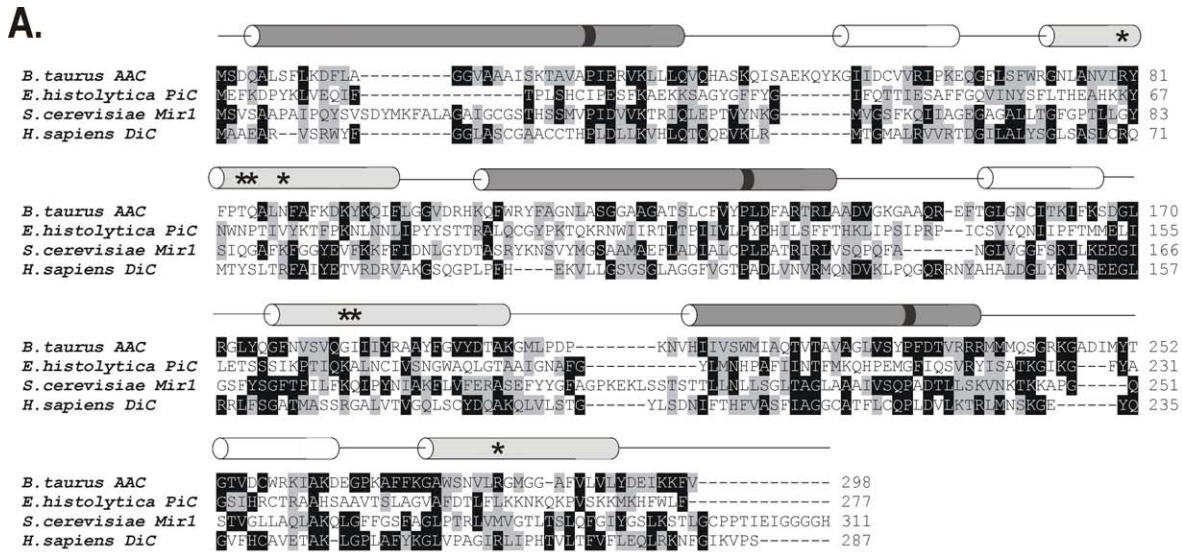 A.
*
B.taurus AAC MSDQALSFLKDFLA---------GGVAAAISKTAVAPIERVKLLLQVQHASKQISAEKQYKGIIDCVVRIPKEQGFLSFWRGNLANVIRY 81
E.histolytica PiC MEFKDPYKLVEQIF----------------TPLSHCIPESFKAEKKSAGYGFFYG------IFQTTIESAFFGQVINYSFLTHEAHKKY 67
S.cerevisiae Mir1 MSVSAAPAIPQYSVSDYMKFALAGAIGCGSTHSSMVPIDVVKTRIQLEPTVYNKG------MVGSFKQIIAGEGAGALLTGFGPTLLGY 83
H.sapiens DiC MAAEAR--VSRWYF---------GGLASCGAACCTHPLDLLKVHLQTQQEVKLR-------MTGMALRVVRTDGILALYSGLSASLCRQ 71
** *
B.taurus AAC FPTQALNFAFKDKYKQIFLGGVDRHKQFWRYFAGNLASGGAAGATSLCFVYPLDFARTRLAADVGKGAAQR-EFTGLGNCITKIFKSDGL 170
E.histolytica PiC NWNPTIVYKTFPKNLNNLIPYYSTTRALQCGYPKTQKRNWIIRTLTPIIVLPYEHILSFFTHKLQPISIPRP--ICSVYQNIIPFTMMELI 155
S.cerevisiae Mir1 SIQGAFKFGGYEVFKKFFIDNLGYDTASRYKNSVYMGSAAMAEFLADIALCPLEATRIRLVSQPQFA----NGLVGGFSRILKEEGI 166
H.sapiens DiC MTYSLTRFAIYETVRDRVAKGSQGPLPFH----EKVLLGSVSGLAGGFVGTPADLVNVRMQNDVKLPQGQRRNYAHALDGLYRVAREEGL 157
**
B.taurus AAC RGLYQGFNVSVQGIIIYRAAYFGVYDTAKGMLPDP--------KNVHIIVSWMIAQTVTAVAGLVSYPFDTVRRRMMMQSGRKGADIMYT 252
E.histolytica PiC LETSSSIKPTIQKALNCIVSNGWAQLGTAAIGNAFG-------YLMNHPAFIINTFMKQHPEMGFIQSVRYISATKGIKG---FYA 231
S.cerevisiae Mir1 GSFYSGFTPILFKQIPYNIAKFLVFERASEFYYGFAGPKEKLSSTSTTLLNLLSGLTAGLAAAIVSQPADTLLSKVNKTKKAPG-----Q 251
H.sapiens DiC RRLFSGATMASSRGALVTVGQLSCYDQAKQLVLSTG-------YLSDNIFTHFVASFIAGGCATFLCQPLDVLKTRLMNSKGE-----YQ 235
*
B.taurus AAC GTVDCWRKIAKDEGPKAFFKGAWSNVLRGMGG-AFVLVLYDEIKKFV------------- 298
E.histolytica PiC GSIHRCTRAAHSAAVTSLAGVAFDTLFLKKNKQKPVSKKMKHFWLF-------------- 277
S.cerevisiae Mir1 STVGLLAQLAKQLGFFGSFAGLPTRLVMVGTLTSLQFGIYGSLKSTLGCPPTIEIGGGGH 311
H.sapiens DiC GVFHCAVETAK-LGPLAFYKGLVPAGIRLIPHTVLTFVFLEQLRKNFGIKVPS------- 287